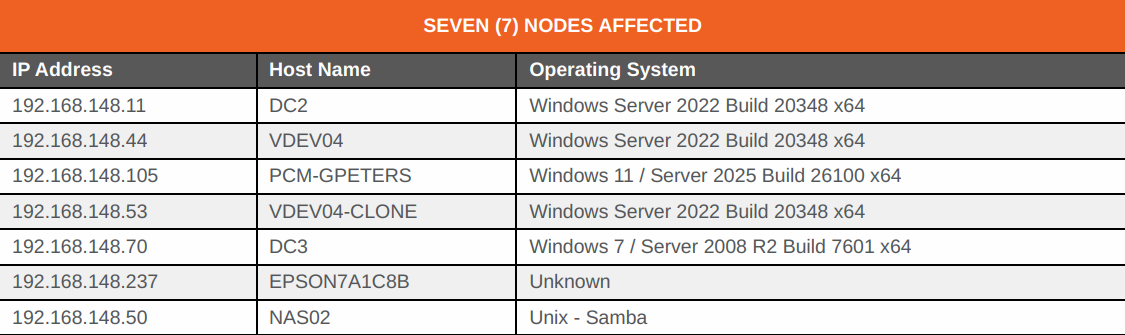 SEVEN (7) NODES AFFECTED
IP Address Host Name Operating System
192.168.148.11 DC2 Windows Server 2022 Build 20348 x64
192.168.148.44 VDEV04 Windows Server 2022 Build 20348 x64
192.168.148.105 PCM-GPETERS Windows 11 / Server 2025 Build 26100 x64
192.168.148.53 VDEV04-CLONE Windows Server 2022 Build 20348 x64
192.168.148.70 DC3 Windows 7 / Server 2008 R2 Build 7601 x64
192.168.148.237 EPSON7A1C8B Unknown
192.168.148.50 NAS02 Unix - Samba